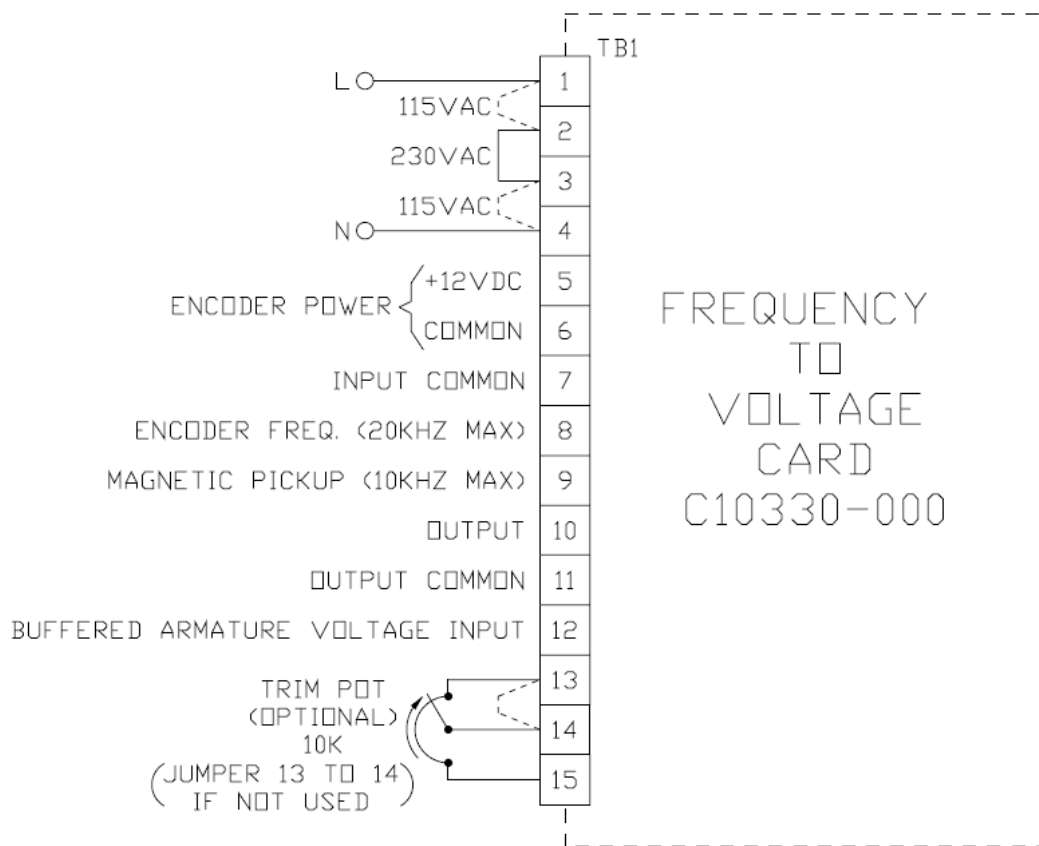 TB1
L
1
115VAC
2
230VAC
3
115VAC
N
4
ENCODER POWER
+12VDC
5
COMMON
6
INPUT COMMON
7
ENCODER FREQ. (20KHZ MAX)
8
MAGNETIC PICKUP (10KHZ MAX)
9
OUTPUT
10
OUTPUT COMMON
11
BUFFERED ARMATURE VOLTAGE INPUT
12
13
TRIM POT
(OPTIONAL)
10K
(JUMPER 13 TO 14
IF NOT USED)
14
15
FREQUENCY
TO
VOLTAGE
CARD
C10330-000